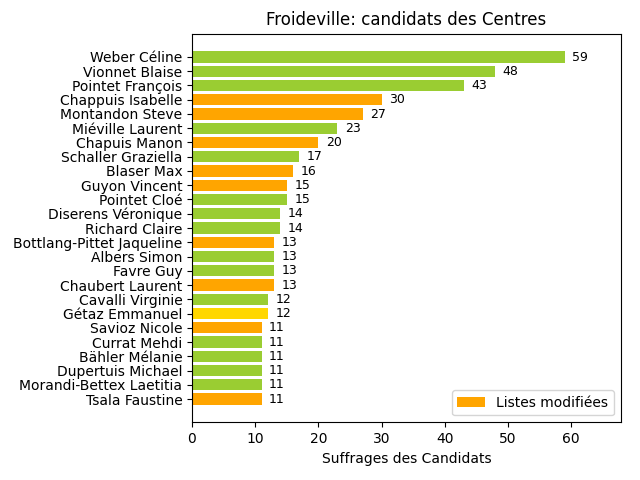 Froideville: candidats des Centres
Weber Céline 59
Vionnet Blaise 48
Pointet François 43
Chappuis Isabelle 30
Montandon Steve 27
Miéville Laurent 23
Chapuis Manon 20
Schaller Graziella 17
Blaser Max 16
Guyon Vincent 15
Pointet Cloé 15
Diserens Véronique 14
Richard Claire 14
Bottlang-Pittet Jaqueline 13
Albers Simon 13
Favre Guy 13
Chaubert Laurent 13
Cavalli Virginie 12
Gétaz Emmanuel 12
Savioz Nicole 11
Currat Mehdi 11
Bähler Mélanie 11
Dupertuis Michael 11
Morandi-Bettex Laetitia 11
Tsala Faustine 11
Listes modifiées
0 10 20 30 40 50 60
Suffrages des Candidats